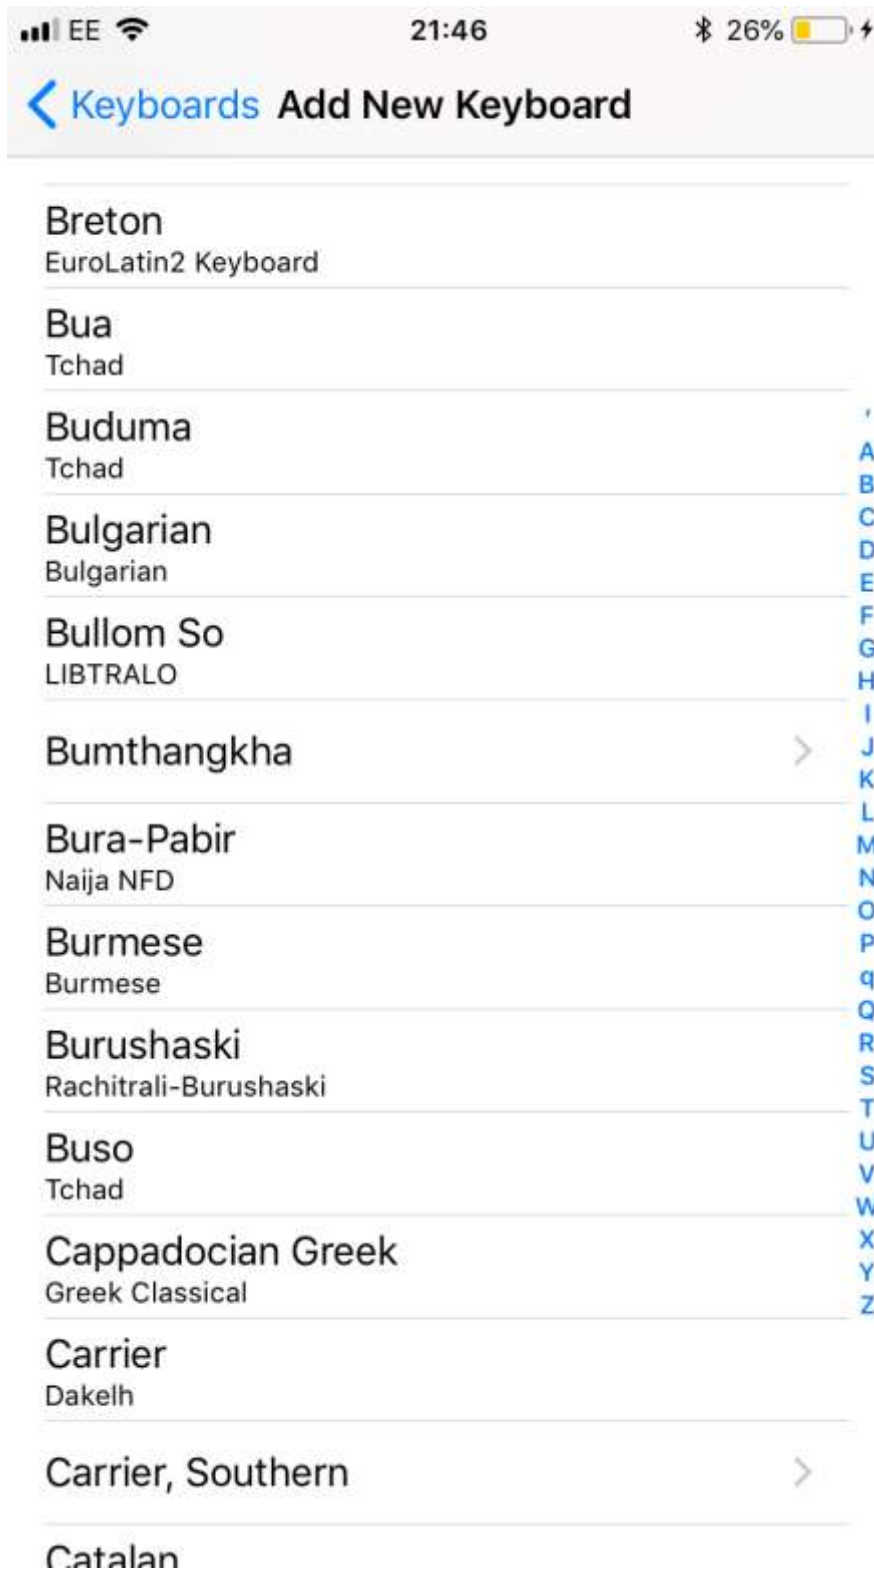 EE 21:46 26%
Keyboards Add New Keyboard
Breton
EuroLatin2 Keyboard
Bua
Tchad
Buduma
Tchad
Bulgarian
Bulgarian
Bullom So
LIBTRALO
Bumthangkha
Bura-Pabir
Naija NFD
Burmese
Burmese
Burushaski
Rachitrali-Burushaski
Buso
Tchad
Cappadocian Greek
Greek Classical
Carrier
Dakelh
Carrier, Southern
Catalan
'
A
B
C
D
E
F
G
H
I
J
K
L
M
N
O
P
q
Q
R
S
T
U
V
W
X
Y
Z